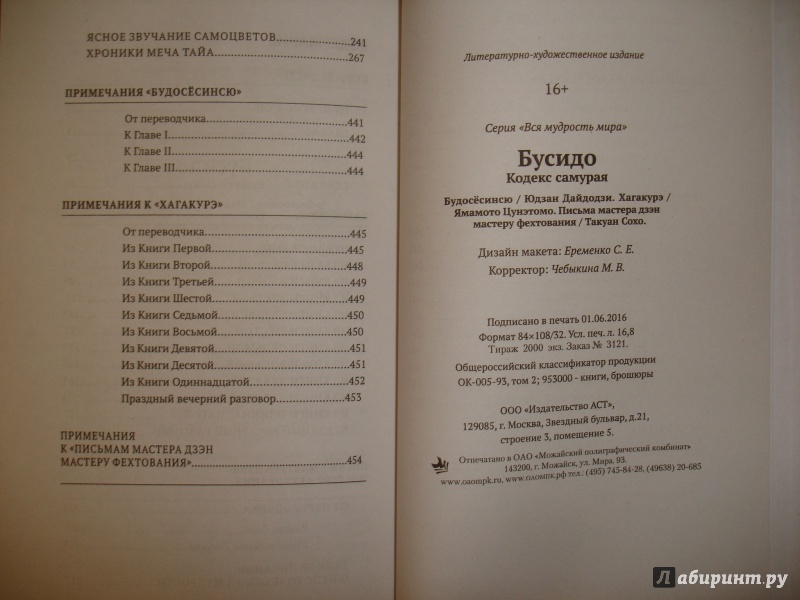 ЯСНОЕ ЗВУЧАНИЕ САМОЦВЕТОВ....................241
ХРОНИКИ МЕЧА ТАЙА....................267
ПРИМЕЧАНИЯ «БУДОСЁСИНСЮ»
От переводчика....................441
К Главе I....................442
К Главе II....................444
К Главе III....................444
ПРИМЕЧАНИЯ К «ХАГАКУРЭ»
От переводчика....................445
Из Книги Первой....................445
Из Книги Второй....................448
Из Книги Третьей....................449
Из Книги Шестой....................449
Из Книги Седьмой....................450
Из Книги Восьмой....................450
Из Книги Девятой....................451
Из Книги Десятой....................451
Из Книги Одиннадцатой....................452
Праздный вечерний разговор....................453
ПРИМЕЧАНИЯ
К «ПИСЬМАМ МАСТЕРА ДЗЭН
МАСТЕРУ ФЕХТОВАНИЯ»....................454
Литературно-художественное издание
16+
Серия «Вся мудрость мира»
Бусидо
Кодекс самурая
Будосёсинсю / Юдзан Дайдодзи. Хагакурэ /
Ямамото Цунэтомо. Письма мастера дзэн
мастеру фехтования / Такуан Сохо.
Дизайн макета: Еременко С. Е.
Корректор: Чебыкина М. В.
Подписано в печать 01.06.2016
Формат 84×108/32. Усл. печ. л. 16,8
Тираж 2000 экз. Заказ № 3121.
Общероссийский классификатор продукции
ОК-005-93, том 2; 953000 - книги, брошюры
ООО «Издательство АСТ»,
129085, г. Москва, Звездный бульвар, д.21,
строение 3, помещение 5.
Отпечатано в ОАО «Можайский полиграфический комбинат»
143200, г. Можайск, ул. Мира, 93.
www.oaompk.ru, www.оаомпк.рф тел.: (495) 745-84-28, (49638) 20-685
Лабиринт.ру